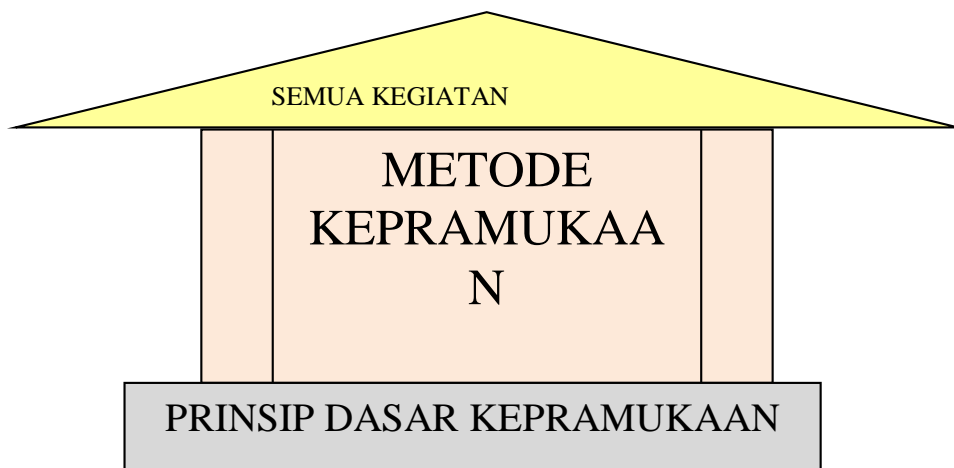 SEMUA KEGIATAN
METODE
KEPRAMUKAA
N
PRINSIP DASAR KEPRAMUKAAN